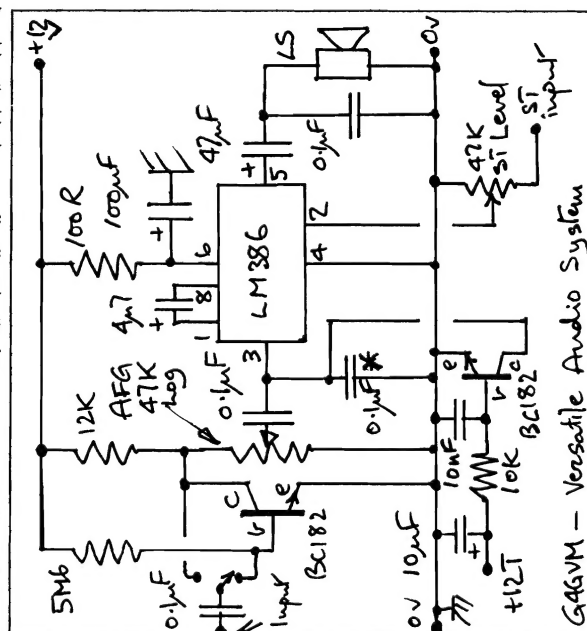 +12
5M6
12K
AFG
47K
Log
100R
100µF
4µ7
1
8
6
3
LM386
5
2
4
47µF
0.1µF
LS
0.1µF
0.1µF
c
b
e
BC182
Input
0.1µF*
0v
0v
10µF
+12T
10K
10nF
e
b
c
BC182
47K
ST Level
ST
input
G4GVM – Versatile Audio System